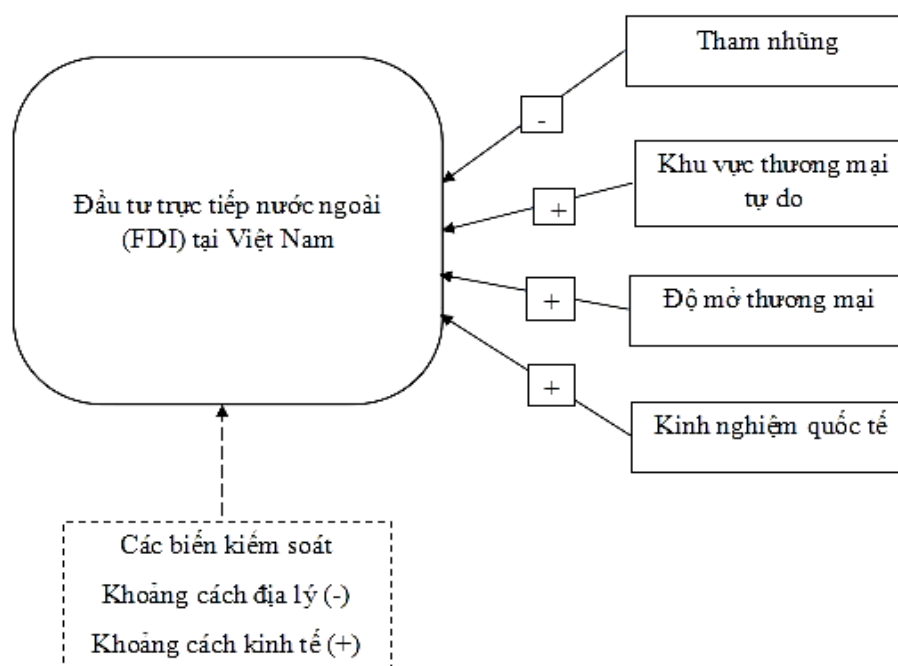 Tham nhũng
-
Khu vực thương mại
tự do
+
Đầu tư trực tiếp nước ngoài
(FDI) tại Việt Nam
Độ mở thương mại
+
+
Kinh nghiệm quốc tế
Các biến kiểm soát
Khoảng cách địa lý (-)
Khoảng cách kinh tế (+)